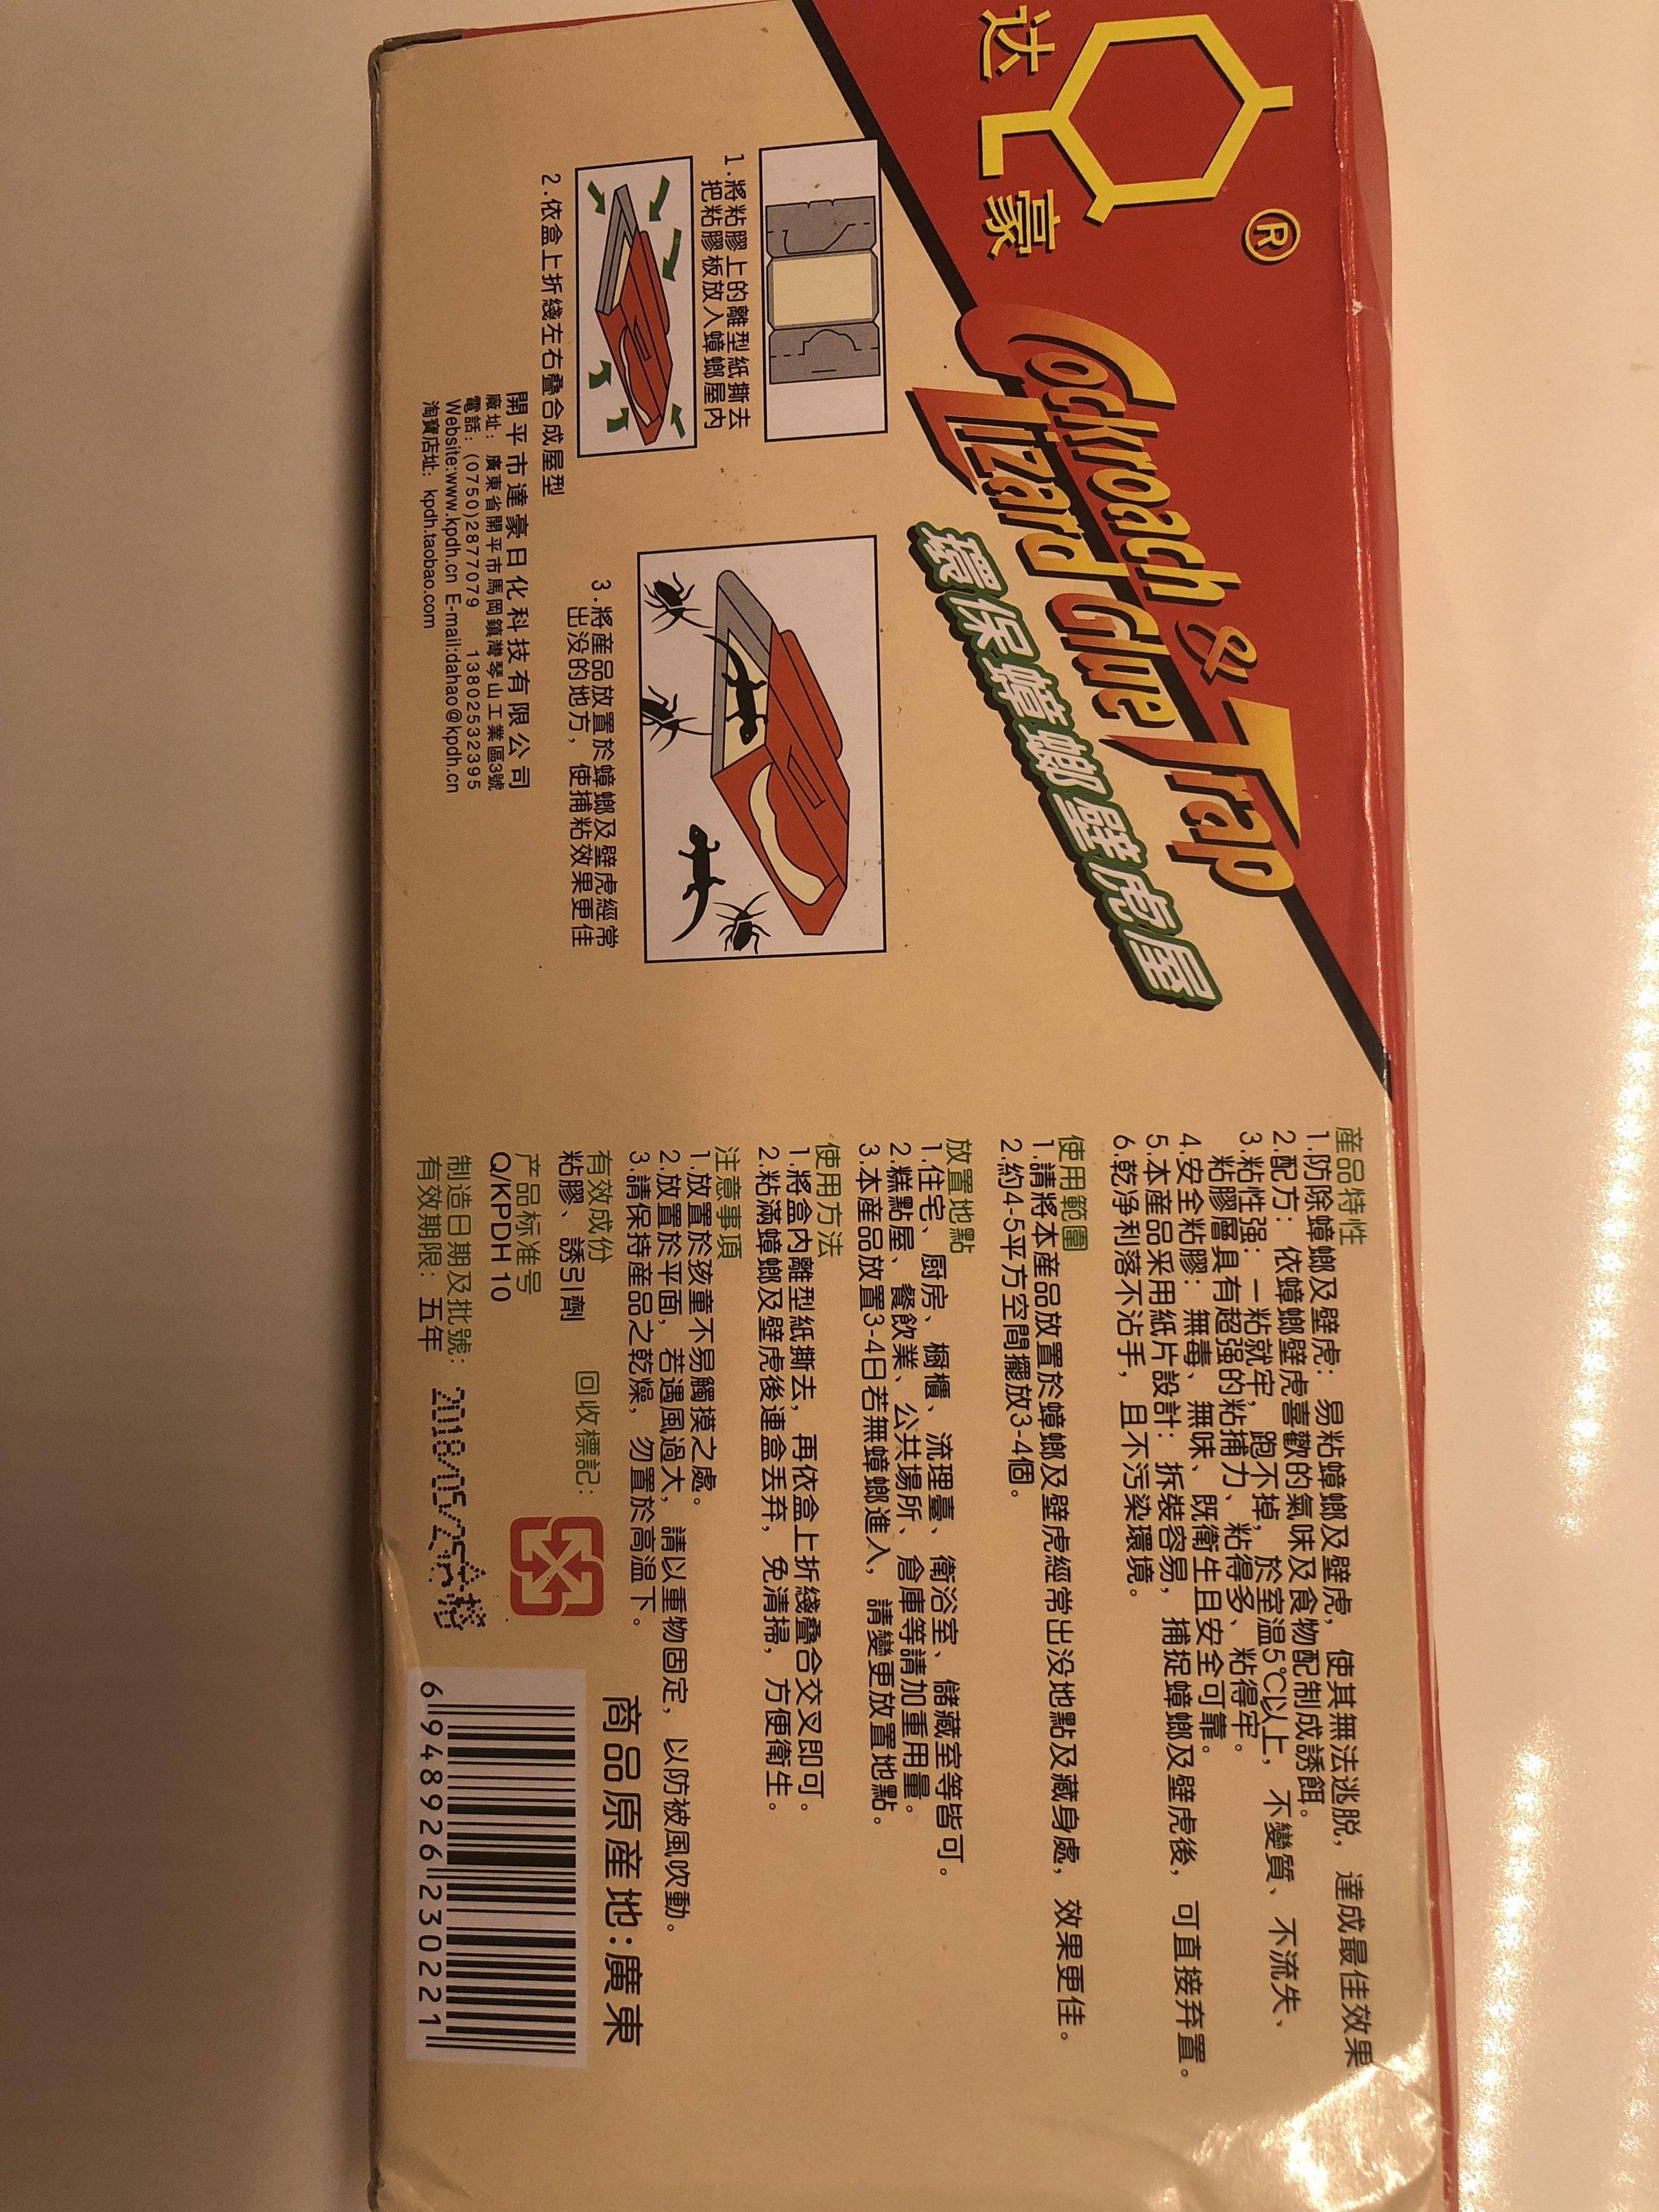 达豪
®
Cockroach &
Lizard Glue Trap
環保蟑螂壁虎屋
1.將粘膠上的離型紙撕去
把粘膠板放入蟑螂屋內
2.依盒上折綫左右叠合成屋型
3.將産品放置於蟑螂及壁虎經常
出没的地方，使捕粘效果更佳
開平市達豪日化科技有限公司
廠址：廣東省開平市馬岡鎮灣琴山工業區3號
電話：(0750)2877079 13802532395
Website:www.kpdh.cn E-mail:dahao@kpdh.cn
淘寶店址：kpdh.taobao.com
産品特性
1.防除蟑螂及壁虎：易粘蟑螂及壁虎，使其無法逃脱，達成最佳效果
2.配方：依蟑螂壁虎喜歡的氣味及食物配制成誘餌。
3.粘性强：一粘就牢，跑不掉，於室温5℃以上，不變質、不流失、
粘膠層具有超强的粘捕力、粘得多、粘得牢。
4.安全粘膠：無毒、無味、既衛生且安全可靠。
5.本産品采用紙片設計：拆裝容易，捕捉蟑螂及壁虎後，可直接弃置。
6.乾净利落不沾手，且不污染環境。
使用範圍
1.請將本産品放置於蟑螂及壁虎經常出没地點及藏身處，效果更佳。
2.約4-5平方空間擺放3-4個。
放置地點
1.住宅、厨房、櫥櫃、流理臺、衛浴室、儲藏室等皆可。
2.糕點屋、餐飲業、公共場所、倉庫等請加重用量。
3.本産品放置3-4日若無蟑螂進入，請變更放置地點。
使用方法
1.將盒內離型紙撕去，再依盒上折綫叠合交叉即可。
2.粘滿蟑螂及壁虎後連盒丢弃，免清掃，方便衛生。
注意事項
1.放置於孩童不易觸摸之處。
2.放置於平面，若遇風過大，請以重物固定，以防被風吹動。
3.請保持産品之乾燥，勿置於高温下。
有效成份
粘膠、誘引劑
回收標記：
产品标准号
Q/KPDH 10
制造日期及批號：2018/05/25合格
有效期限：五年
商品原産地：廣東
6 948926 230221